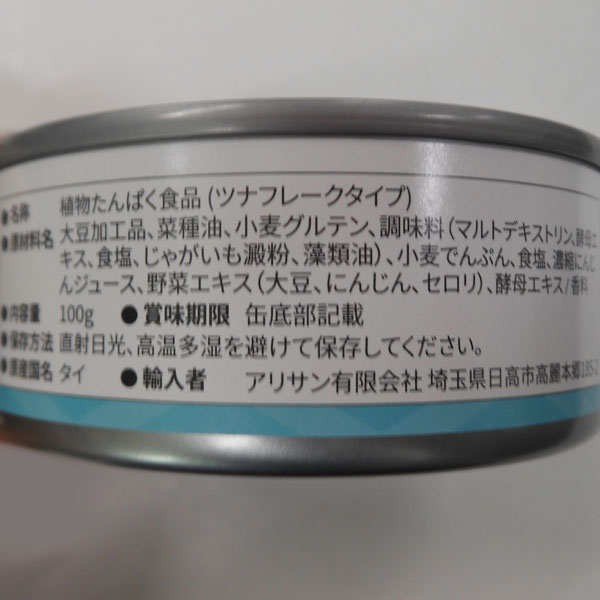 ●名称 植物たんぱく食品 (ツナフレークタイプ)
●原材料名 大豆加工品、菜種油、小麦グルテン、調味料(マルトデキストリン、酵母エ
キス、食塩、じゃがいも澱粉、藻類油)、小麦でんぷん、食塩、濃縮にんじ
んジュース、野菜エキス(大豆、にんじん、セロリ)、酵母エキス/香料
●内容量 100g ●賞味期限 缶底部記載
●保存方法 直射日光、高温多湿を避けて保存してください。
●原産国名 タイ ●輸入者 アリサン有限会社 埼玉県日高市高麗本郷185-2